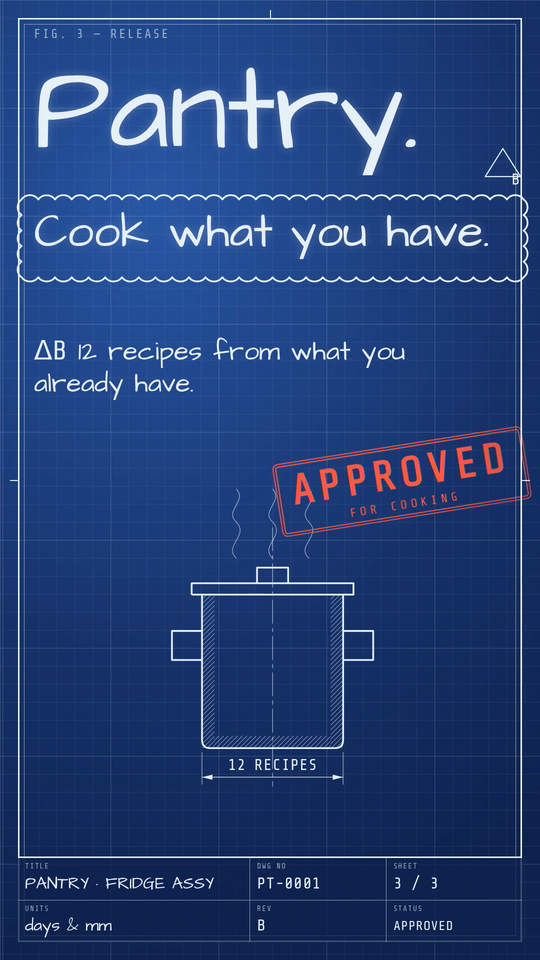 FIG. 3 — RELEASE
Pantry.
B
Cook what you have.
ΔB 12 recipes from what you
already have.
APPROVED
FOR COOKING
12 RECIPES
TITLE
PANTRY · FRIDGE ASSY
DWG NO
PT-0001
SHEET
3 / 3
UNITS
days & mm
REV
B
STATUS
APPROVED